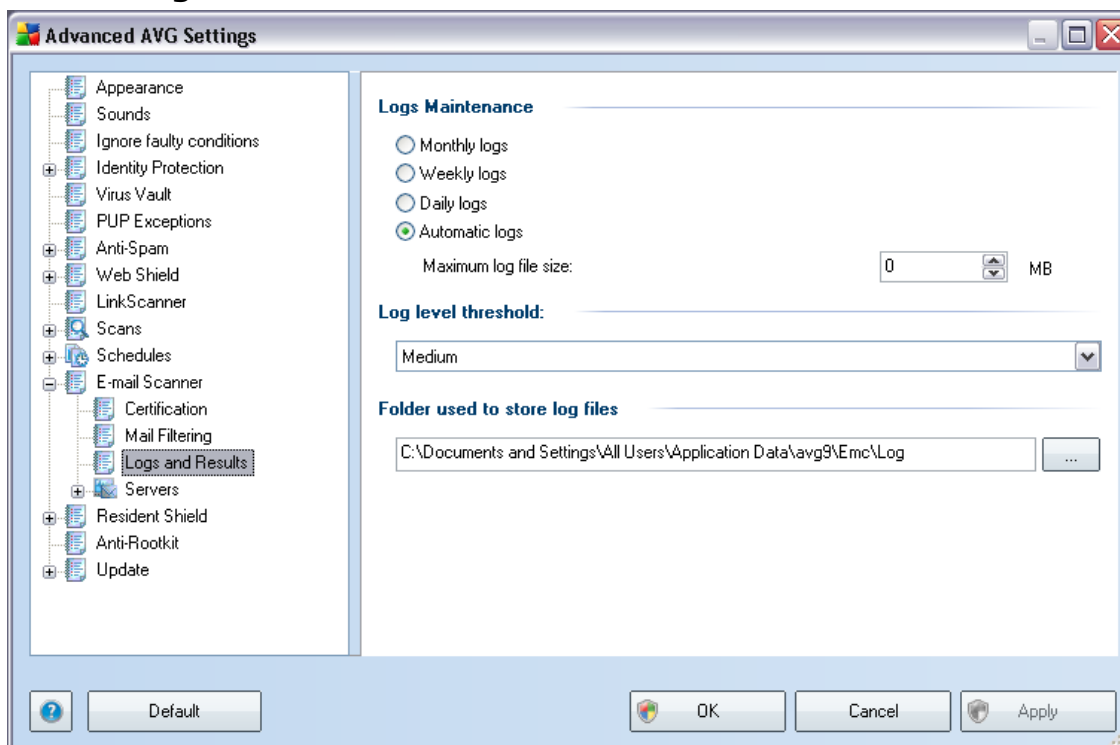 Advanced AVG Settings
Appearance
Sounds
Ignore faulty conditions
Identity Protection
Virus Vault
PUP Exceptions
Anti-Spam
Web Shield
LinkScanner
Scans
Schedules
E-mail Scanner
Certification
Mail Filtering
Logs and Results
Servers
Resident Shield
Anti-Rootkit
Update
Logs Maintenance
Monthly logs
Weekly logs
Daily logs
Automatic logs
Maximum log file size: 0 MB
Log level threshold:
Medium
Folder used to store log files
C:\Documents and Settings\All Users\Application Data\avg9\Emc\Log ...
? Default OK Cancel Apply